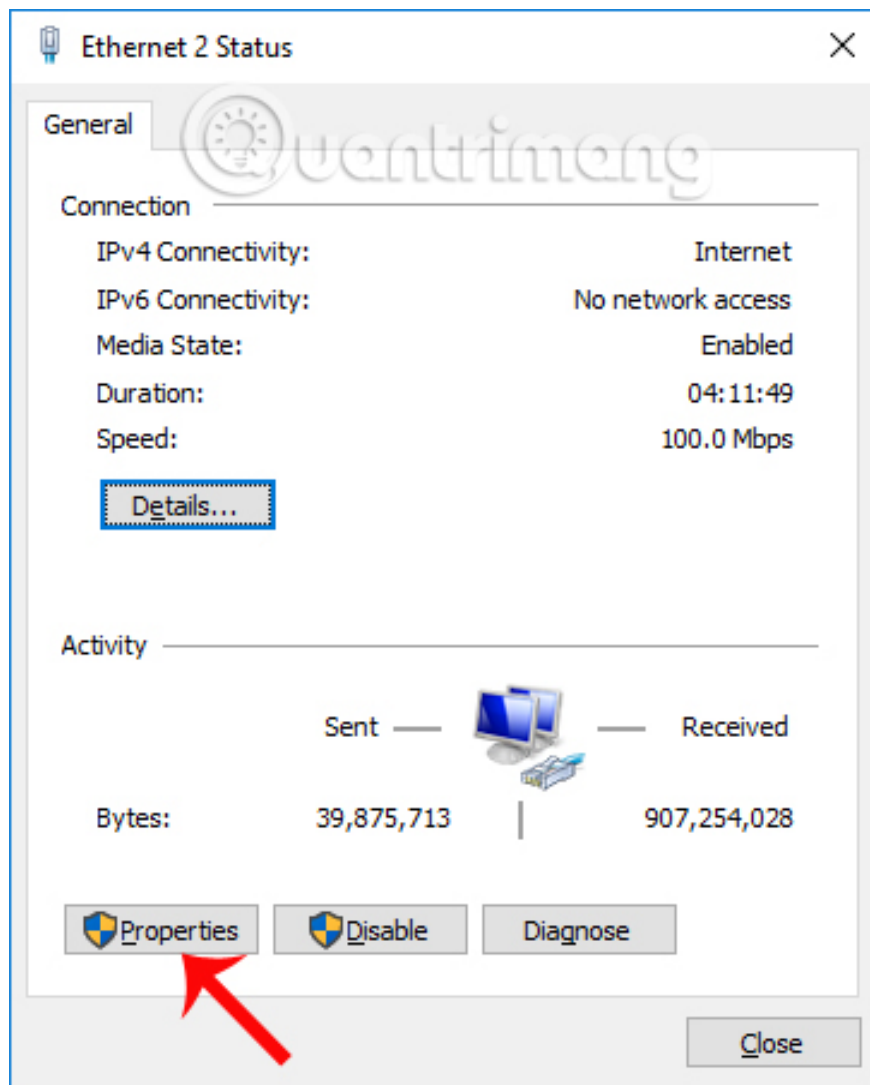 Ethernet 2 Status
General
Quantrimang
Connection
IPv4 Connectivity: Internet
IPv6 Connectivity: No network access
Media State: Enabled
Duration: 04:11:49
Speed: 100.0 Mbps
Details...
Activity
Sent Received
Bytes: 39,875,713 907,254,028
Properties Disable Diagnose
Close